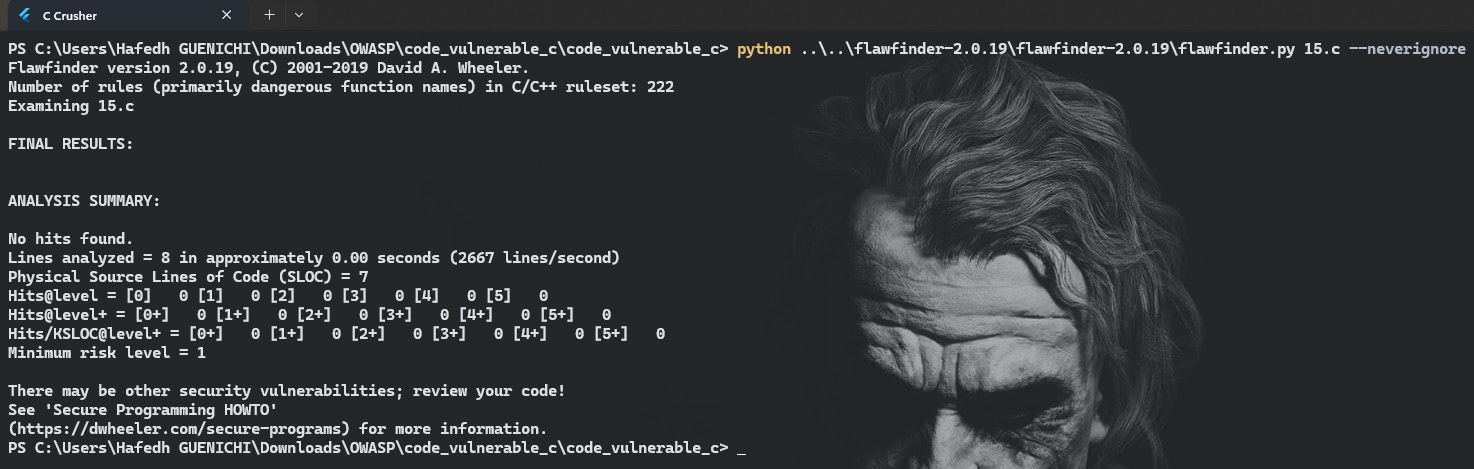 C Crusher
PS C:\Users\Hafedh GUENICHI\Downloads\OWASP\code_vulnerable_c\code_vulnerable_c> python ..\..\flawfinder-2.0.19\flawfinder-2.0.19\flawfinder.py 15.c --neverignore
Flawfinder version 2.0.19, (C) 2001-2019 David A. Wheeler.
Number of rules (primarily dangerous function names) in C/C++ ruleset: 222
Examining 15.c
FINAL RESULTS:
ANALYSIS SUMMARY:
No hits found.
Lines analyzed = 8 in approximately 0.00 seconds (2667 lines/second)
Physical Source Lines of Code (SLOC) = 7
Hits@level = [0]   0 [1]   0 [2]   0 [3]   0 [4]   0 [5]   0
Hits@level+ = [0+]   0 [1+]   0 [2+]   0 [3+]   0 [4+]   0 [5+]   0
Hits/KSLOC@level+ = [0+]   0 [1+]   0 [2+]   0 [3+]   0 [4+]   0 [5+]   0
Minimum risk level = 1
There may be other security vulnerabilities; review your code!
See 'Secure Programming HOWTO'
(https://dwheeler.com/secure-programs) for more information.
PS C:\Users\Hafedh GUENICHI\Downloads\OWASP\code_vulnerable_c\code_vulnerable_c> _